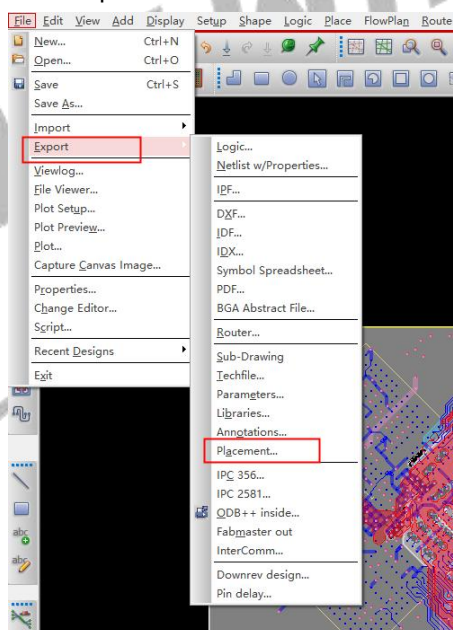 File Edit View Add Display Setup Shape Logic Place FlowPlan Route
New... Ctrl+N
Open... Ctrl+O
Save Ctrl+S
Save As...
Import
Export
Viewlog...
File Viewer...
Plot Setup...
Plot Preview...
Plot...
Capture Canvas Image...
Properties...
Change Editor...
Script...
Recent Designs
Exit
Logic...
Netlist w/Properties...
IPF...
DXF...
IDF...
IDX...
Symbol Spreadsheet...
PDF...
BGA Abstract File...
Router...
Sub-Drawing
Techfile...
Parameters...
Libraries...
Annotations...
Placement...
IPC 356...
IPC 2581...
ODB++ inside...
Fabmaster out
InterComm...
Downrev design...
Pin delay...
abc
abc